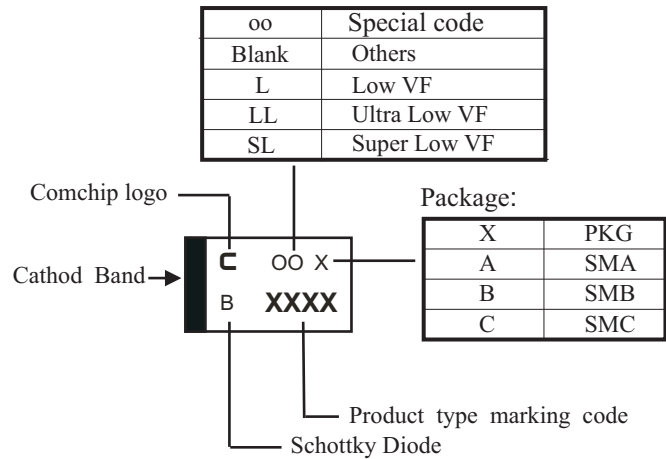 oo Special code
Blank Others
L Low VF
LL Ultra Low VF
SL Super Low VF
Comchip logo
Package:
X PKG
A SMA
B SMB
C SMC
Cathod Band
C OO X
B XXXX
Product type marking code
Schottky Diode